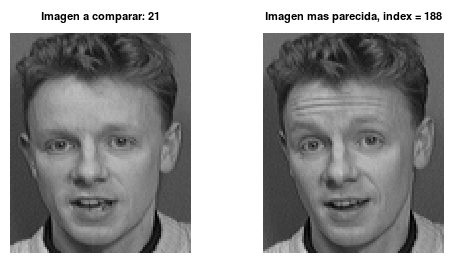 Imagen a comparar: 21
Imagen mas parecida, index = 188